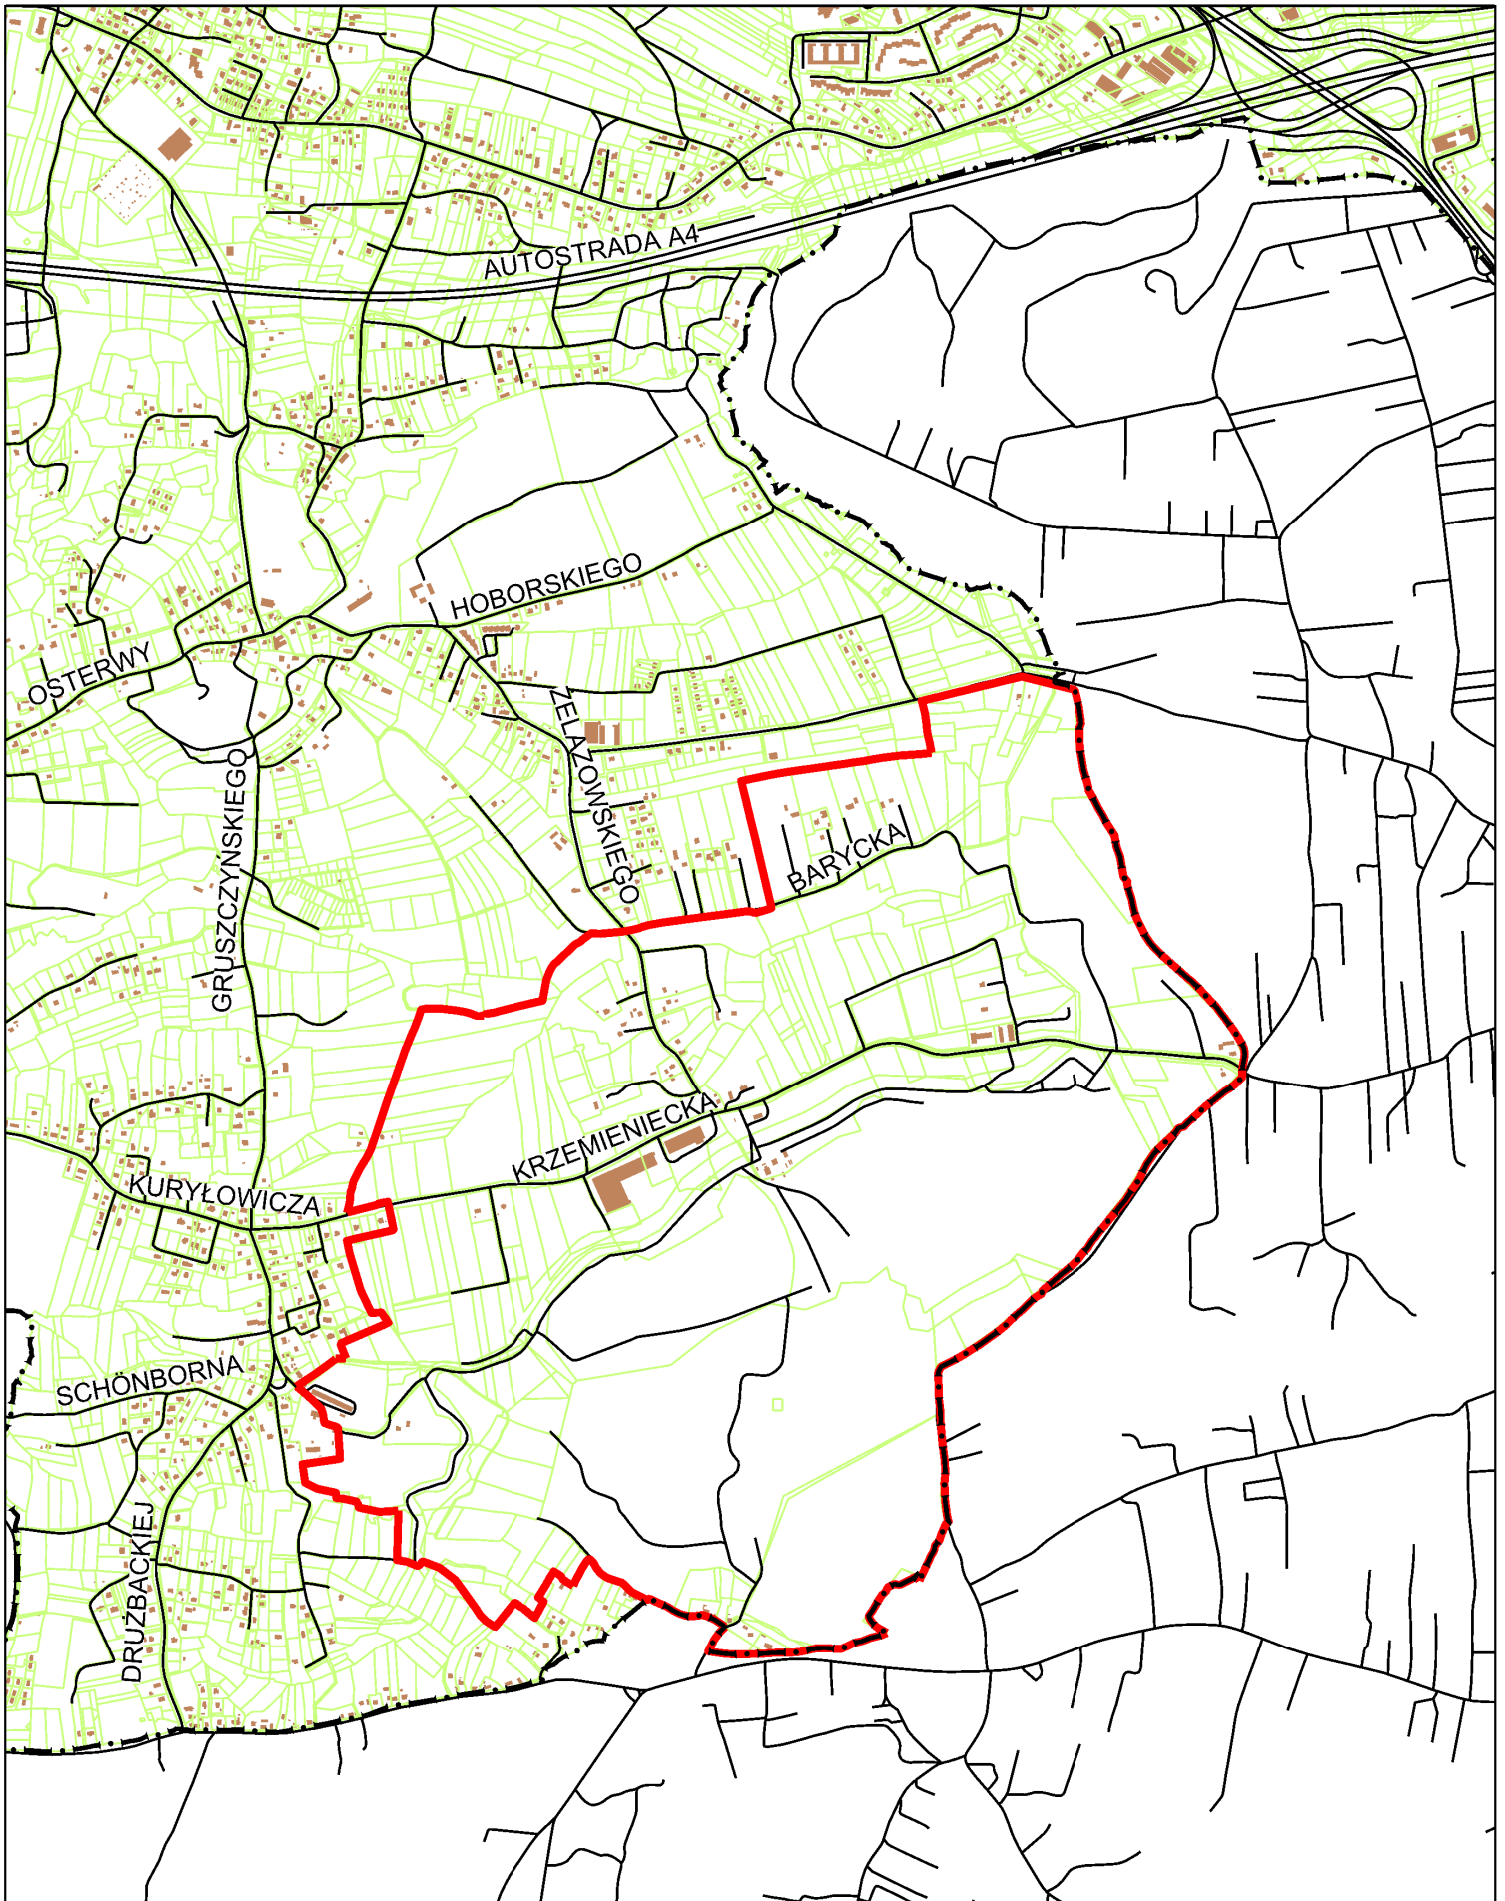 AUTOSTRADA A4
HOBORSKIEGO
OSTERWY
ŻELAZOWSKIEGO
GRUSZCZYŃSKIEGO
BARYCKA
KRZEMIENIECKA
KURYŁOWICZA
SCHÖNBORNA
DRUŻBACKIEJ